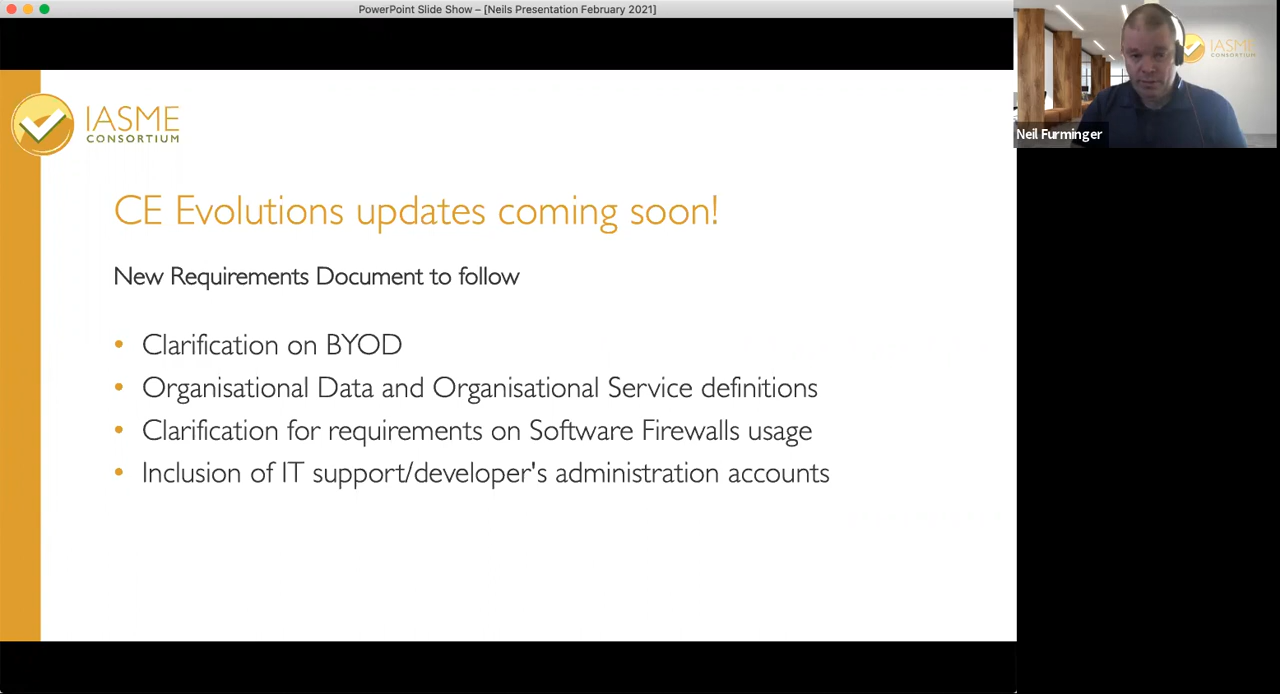 PowerPoint Slide Show – [Neils Presentation February 2021]
IASME
CONSORTIUM
CE Evolutions updates coming soon!
New Requirements Document to follow
• Clarification on BYOD
• Organisational Data and Organisational Service definitions
• Clarification for requirements on Software Firewalls usage
• Inclusion of IT support/developer's administration accounts
IASME
CONSORTIUM
Neil Furminger